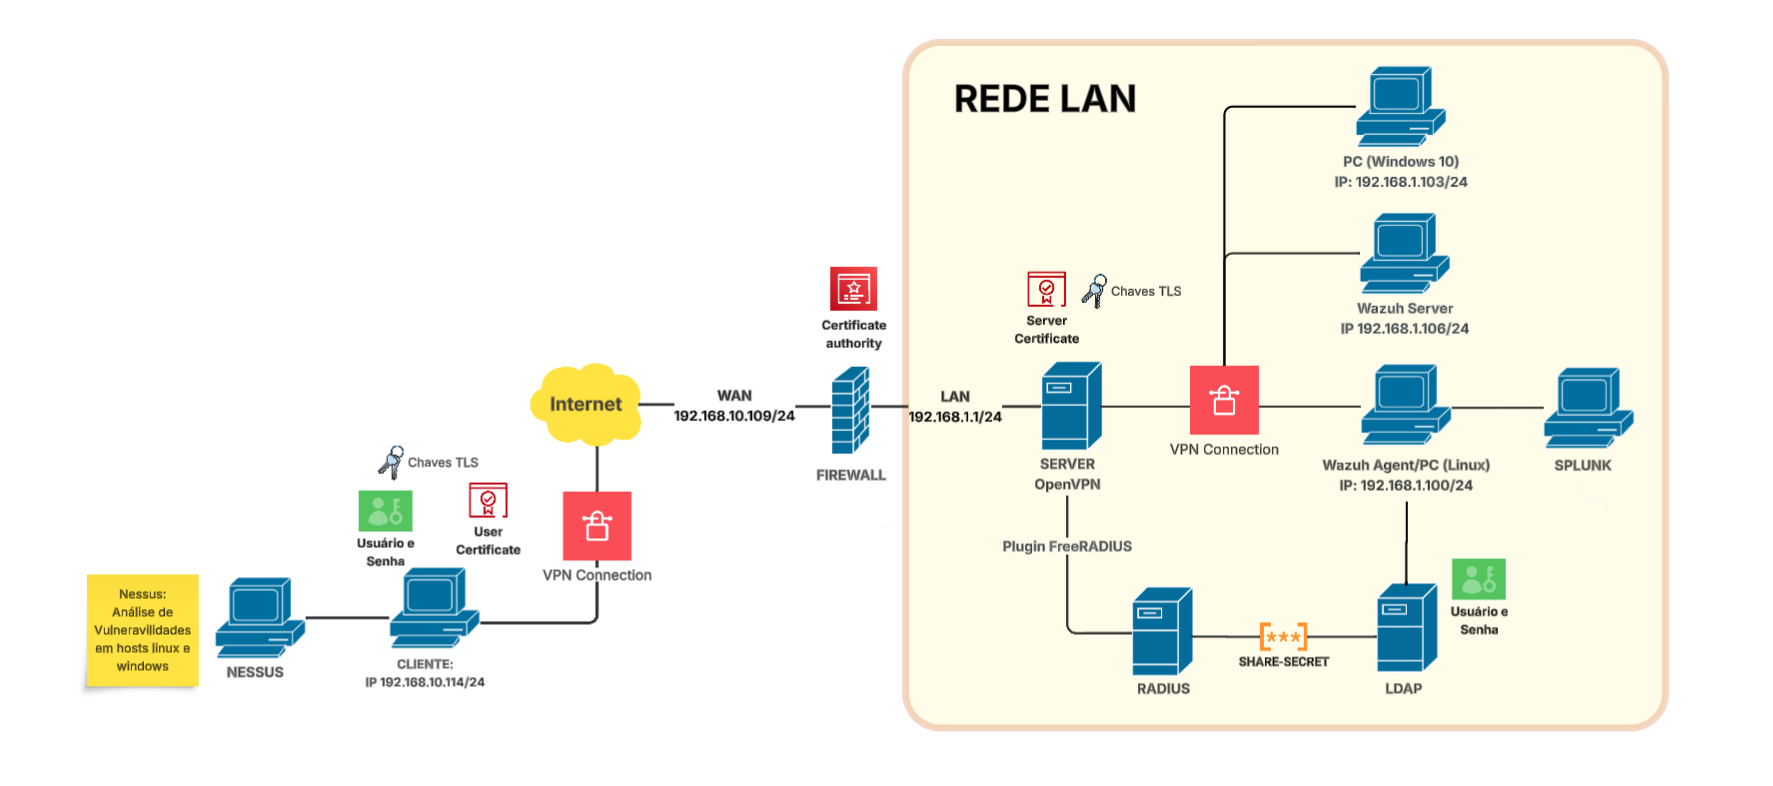 REDE LAN
PC (Windows 10)
IP: 192.168.1.103/24
Wazuh Server
IP 192.168.1.106/24
Certificate
authority
Server
Certificate
Chaves TLS
Internet
WAN
192.168.10.109/24
FIREWALL
LAN
192.168.1.1/24
SERVER
OpenVPN
VPN Connection
Wazuh Agent/PC (Linux)
IP: 192.168.1.100/24
SPLUNK
Chaves TLS
Usuário e
Senha
User
Certificate
VPN Connection
Nessus:
Análise de
Vulneravilidades
em hosts linux e
windows
NESSUS
CLIENTE:
IP 192.168.10.114/24
Plugin FreeRADIUS
RADIUS
[***]
SHARE-SECRET
LDAP
Usuário e
Senha